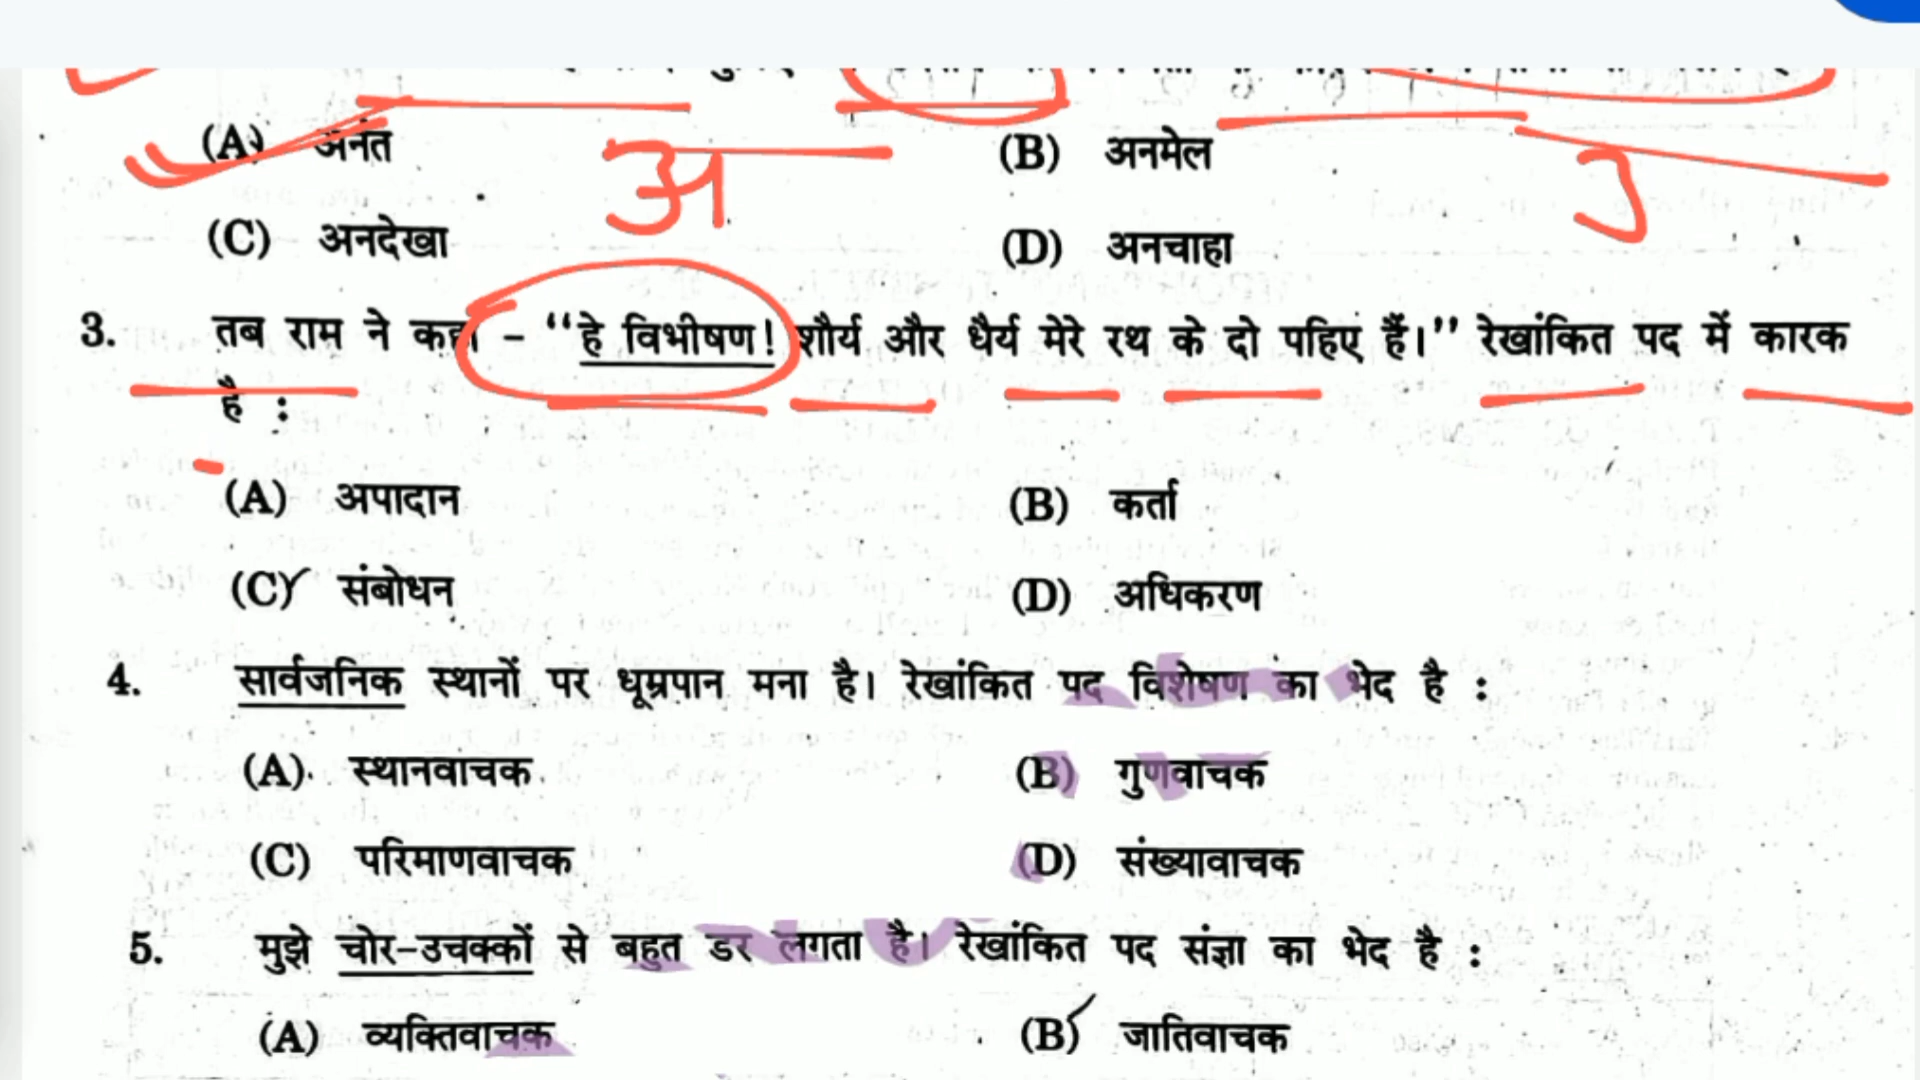 (A) अनंत (B) अनमेल
अ
(C) अनदेखा (D) अनचाहा
3. तब राम ने कहा – “हे विभीषण! शौर्य और धैर्य मेरे रथ के दो पहिए हैं।” रेखांकित पद में कारक
है :
(A) अपादान (B) कर्ता
(C) संबोधन (D) अधिकरण
4. सार्वजनिक स्थानों पर धूम्रपान मना है। रेखांकित पद विशेषण का भेद है :
(A) स्थानवाचक (B) गुणवाचक
(C) परिमाणवाचक (D) संख्यावाचक
5. मुझे चोर-उचक्कों से बहुत डर लगता है। रेखांकित पद संज्ञा का भेद है :
(A) व्यक्तिवाचक (B) जातिवाचक